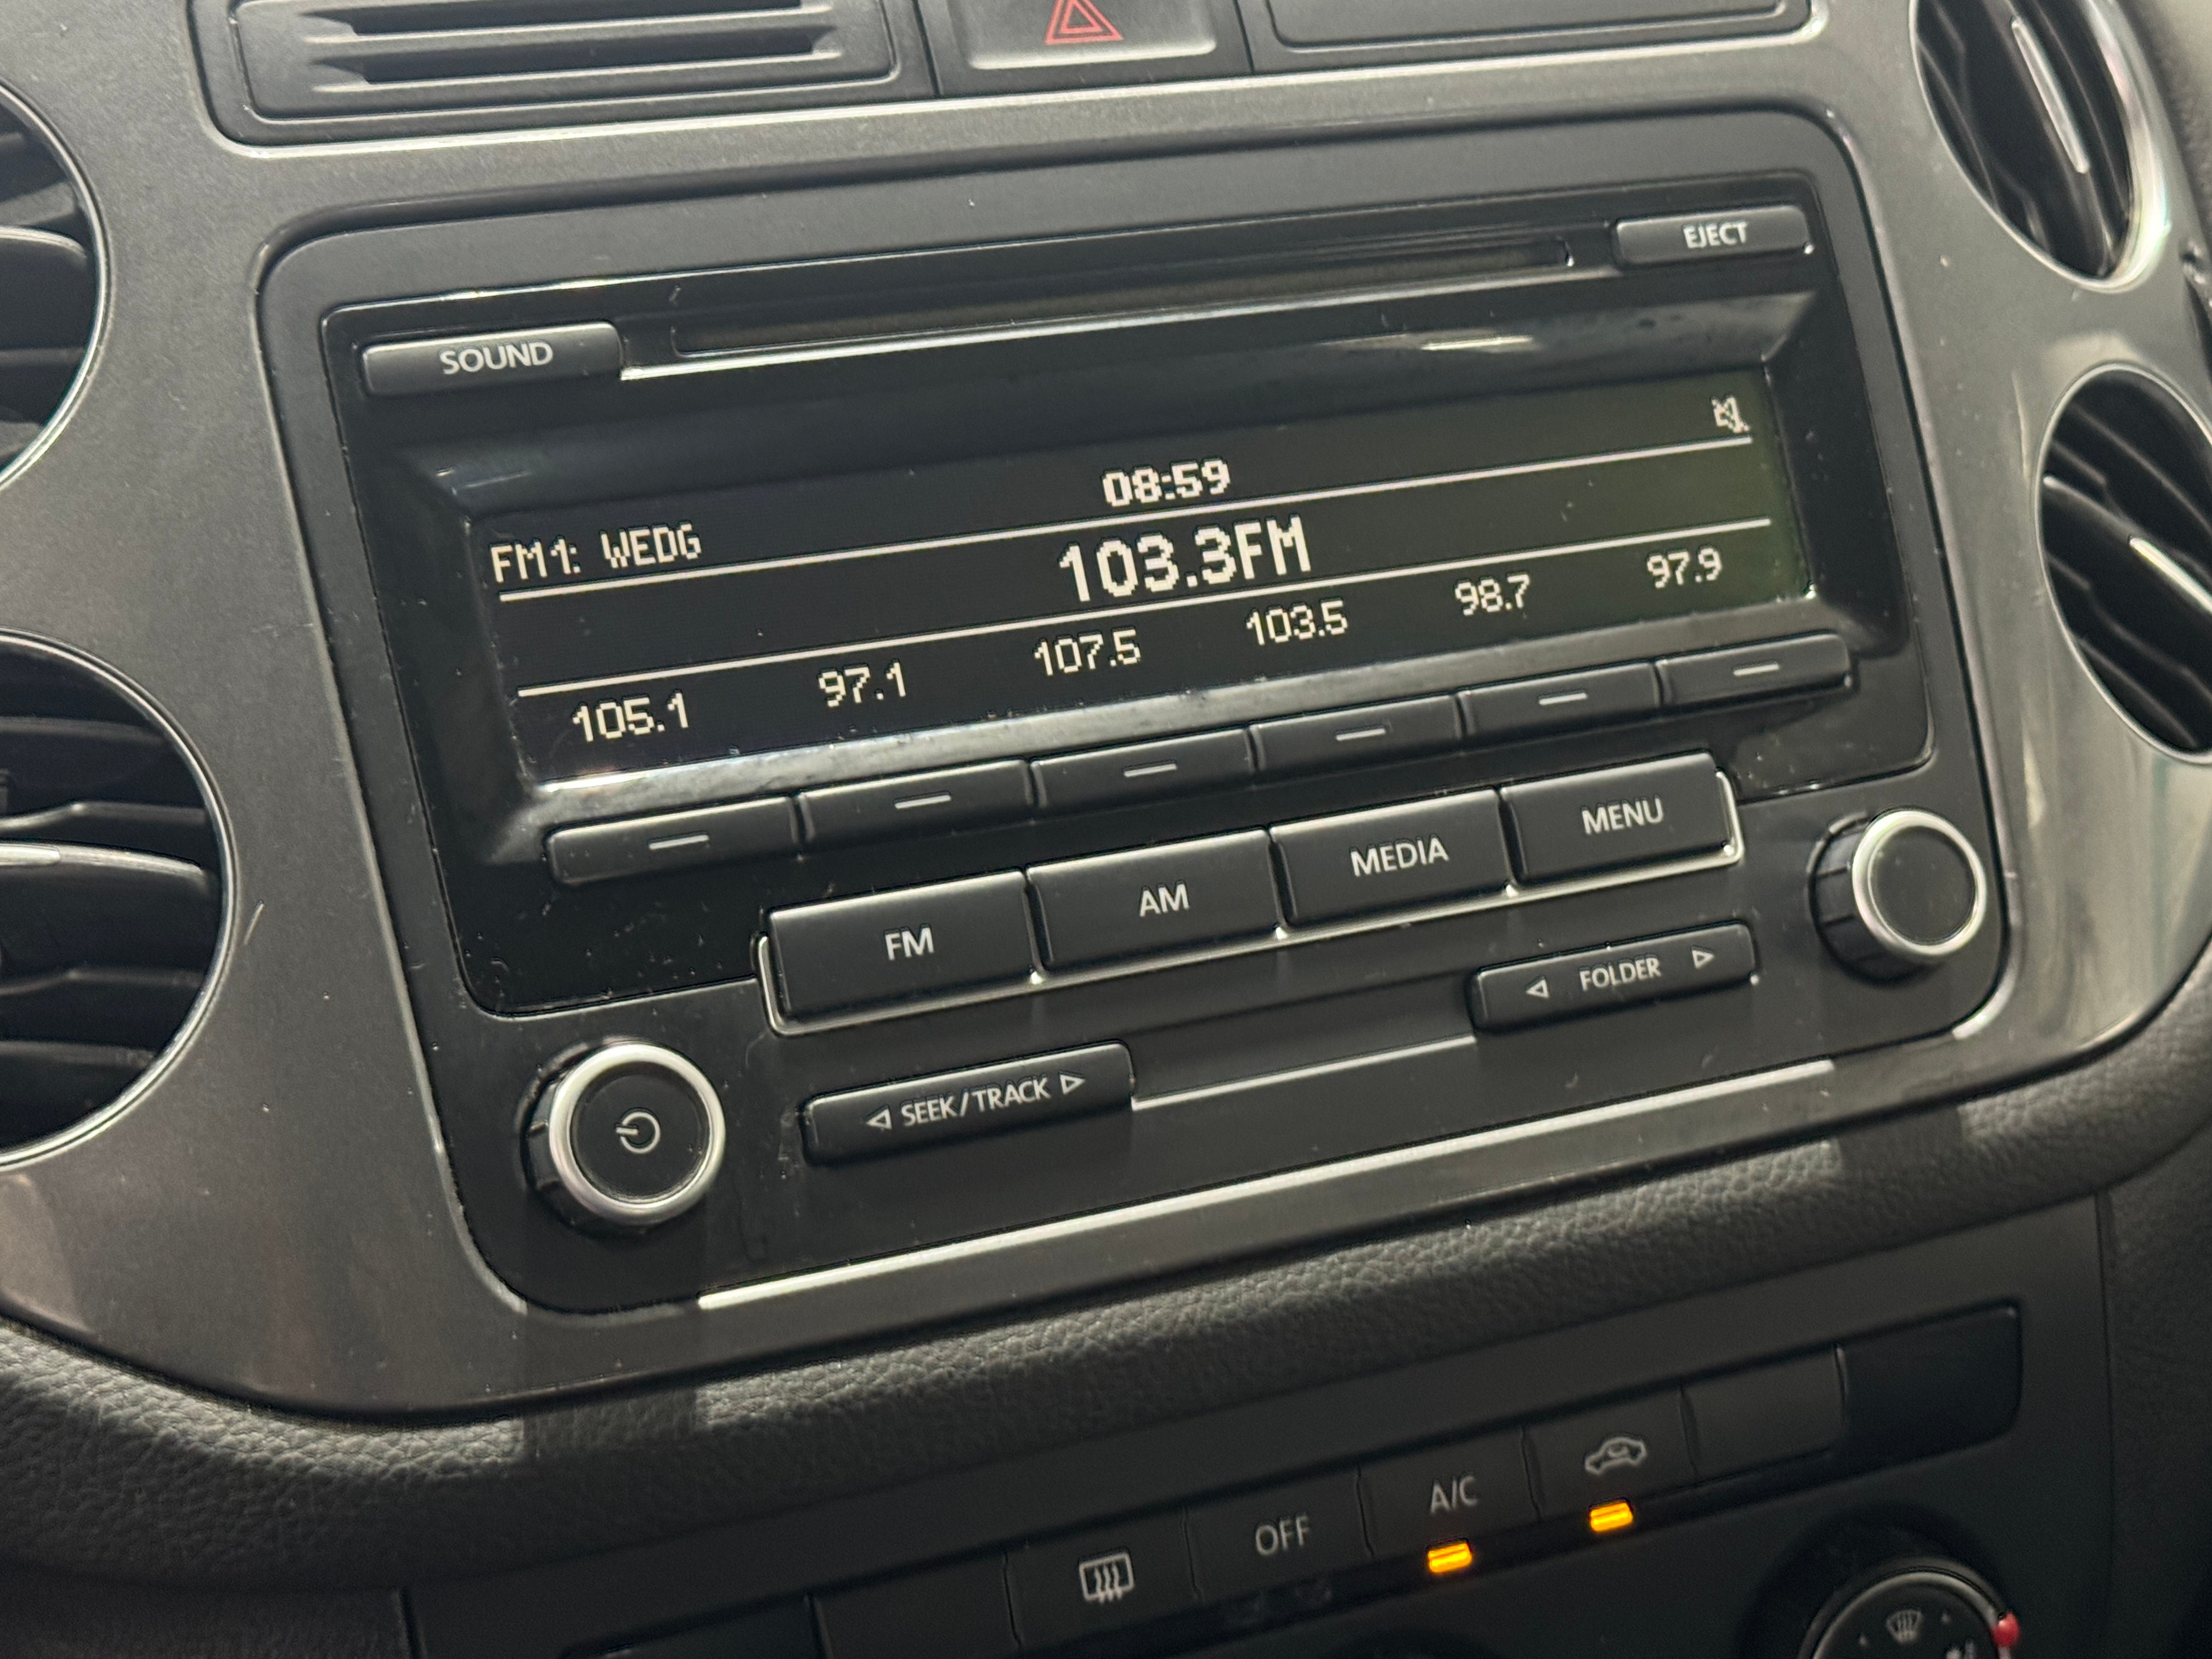 EJECT
SOUND
08:59
FM1: WEDG
103.3FM
105.1 97.1 107.5 103.5 98.7 97.9
FM AM MEDIA MENU
SEEK/TRACK FOLDER
OFF A/C